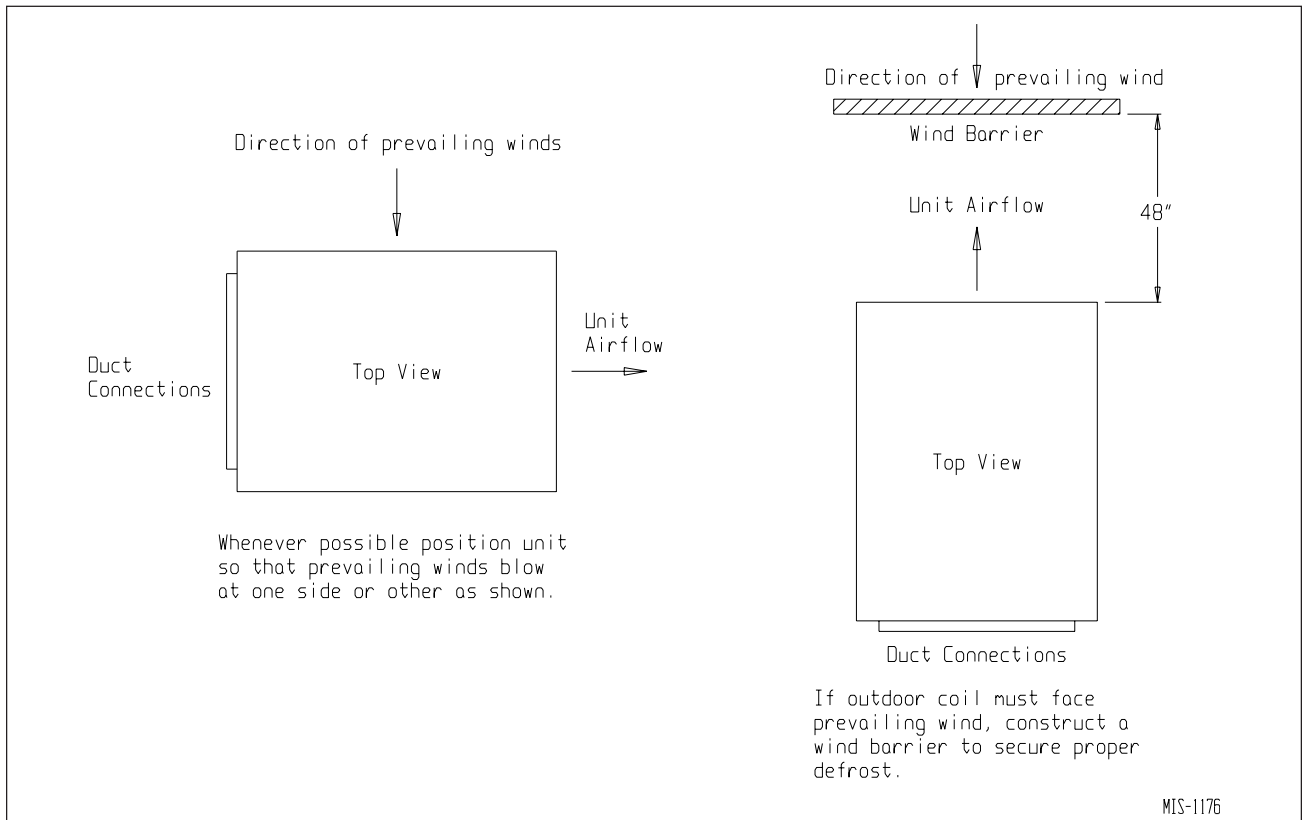 Direction of prevailing winds
Duct
Connections
Top View
Unit
Airflow
Whenever possible position unit
so that prevailing winds blow
at one side or other as shown.
Direction of prevailing wind
Wind Barrier
Unit Airflow
48"
Top View
Duct Connections
If outdoor coil must face
prevailing wind, construct a
wind barrier to secure proper
defrost.
MIS-1176